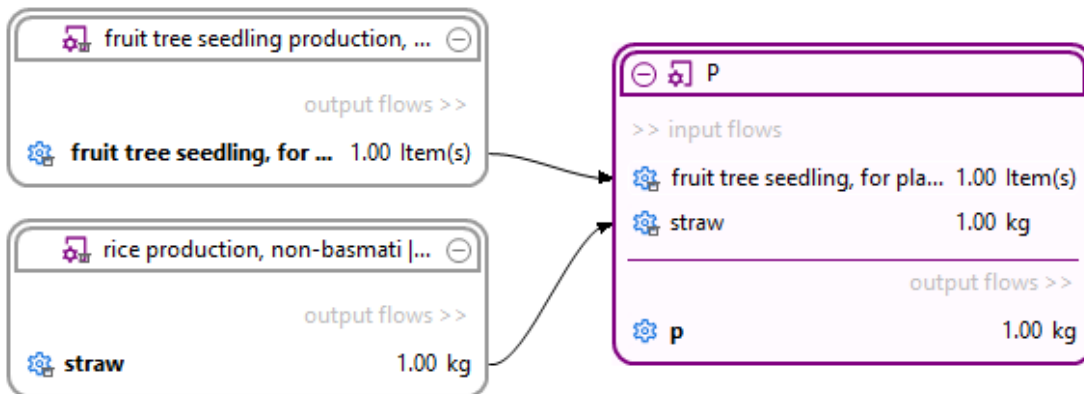 fruit tree seedling production, ...
output flows >>
fruit tree seedling, for ... 1.00 Item(s)
rice production, non-basmati |...
output flows >>
straw 1.00 kg
P
>> input flows
fruit tree seedling, for pla... 1.00 Item(s)
straw 1.00 kg
output flows >>
p 1.00 kg